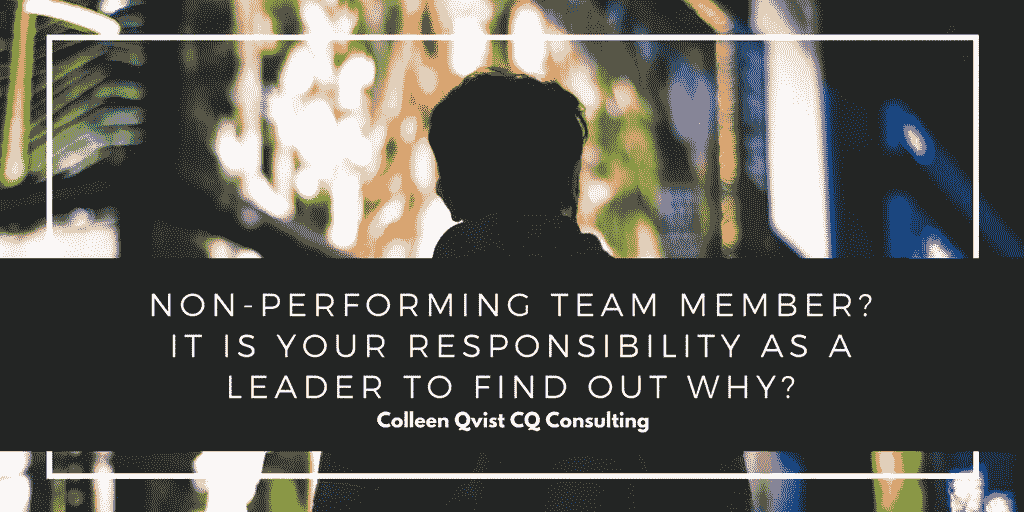 NON-PERFORMING TEAM MEMBER?
IT IS YOUR RESPONSIBILITY AS A
LEADER TO FIND OUT WHY?
Colleen Qvist CQ Consulting